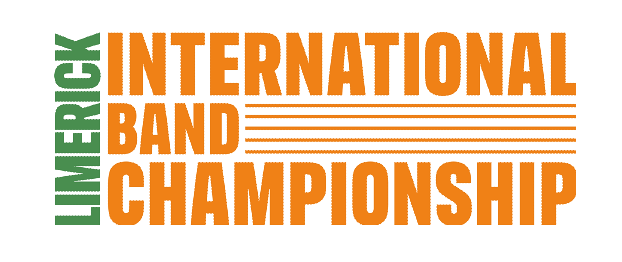 LIMERICK
INTERNATIONAL
BAND
CHAMPIONSHIP